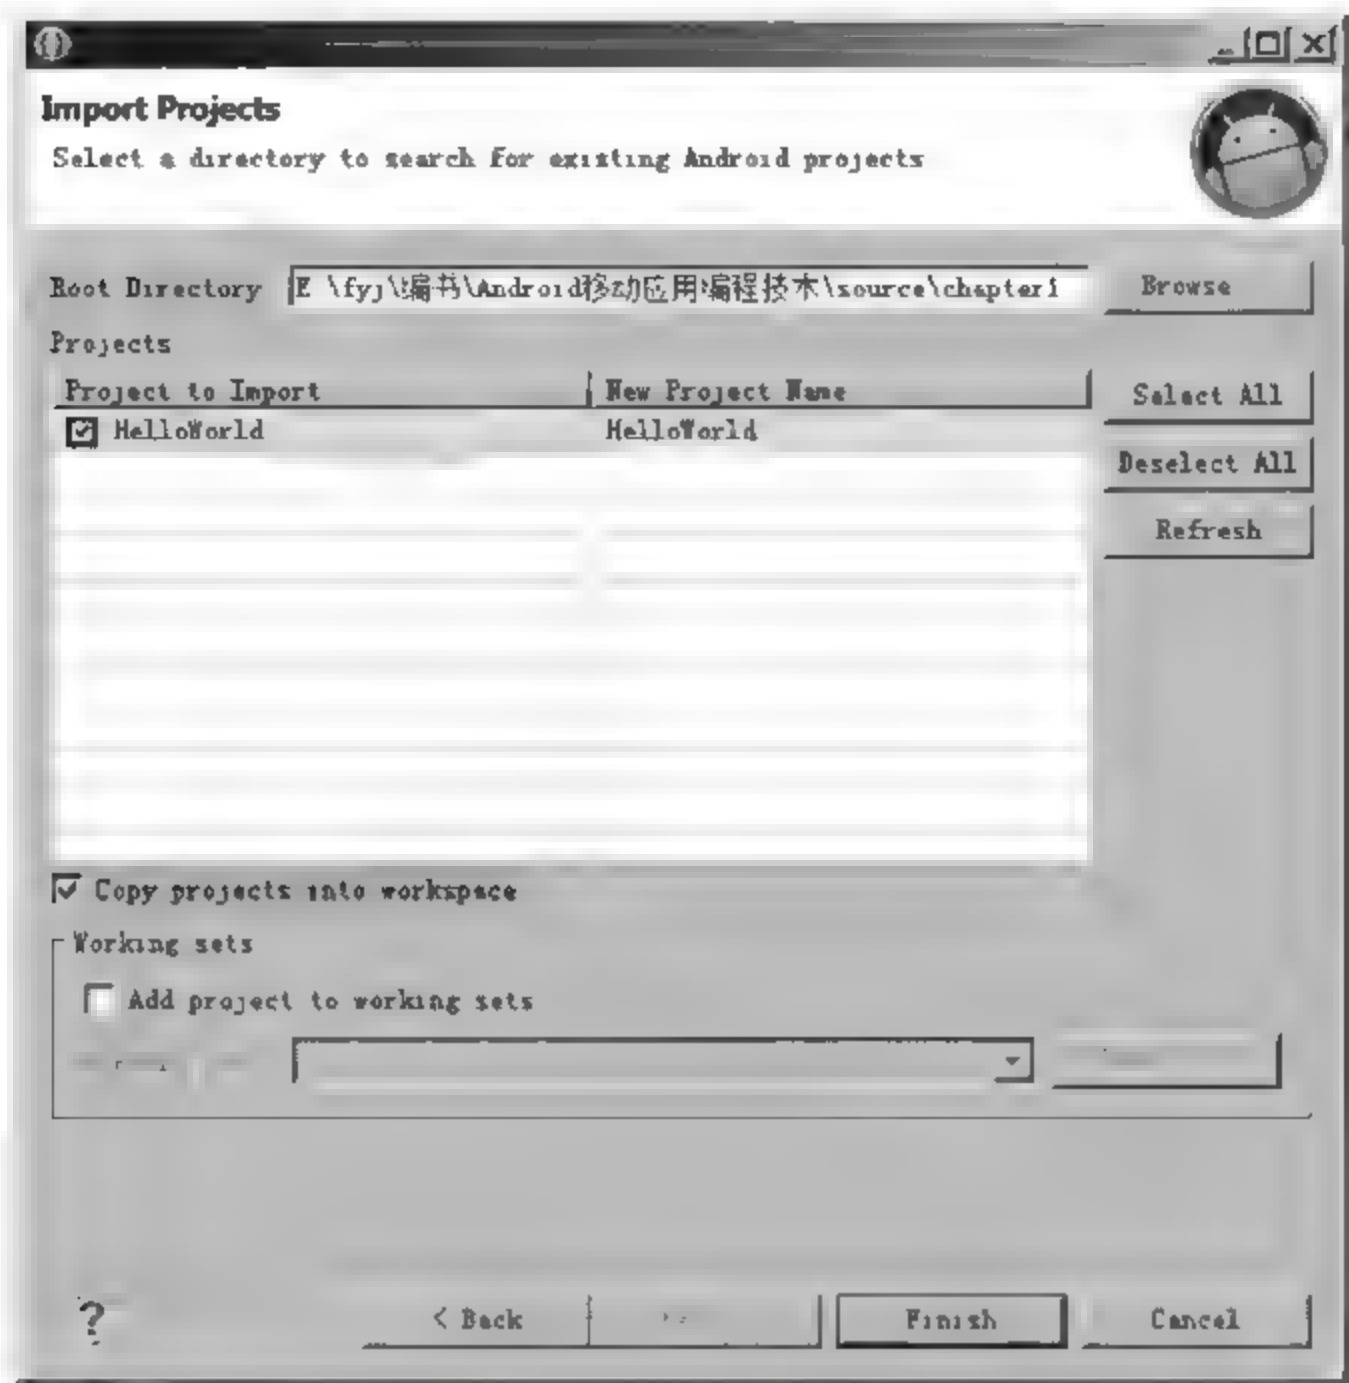 Import Projects
Select a directory to search for existing Android projects
Root Directory E \fyj\编书\Android移动应用编程技术\source\chapter1 Browse
Projects
Project to Import New Project Name Select All
HelloWorld HelloWorld
Deselect All
Refresh
Copy projects into workspace
Working sets
Add project to working sets
? < Back Finish Cancel